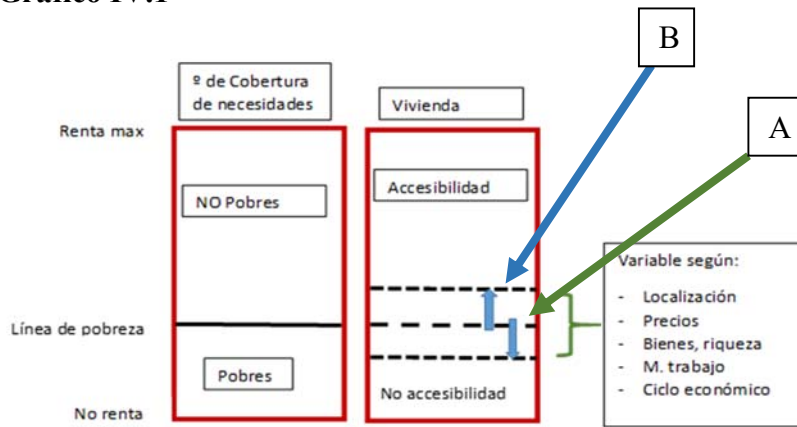 Gráfico IV.1
B
A
º de Cobertura
de necesidades
Vivienda
Renta max
NO Pobres
Accesibilidad
Variable según:
- Localización
- Precios
- Bienes, riqueza
- M. trabajo
- Ciclo económico
Línea de pobreza
Pobres
No accesibilidad
No renta